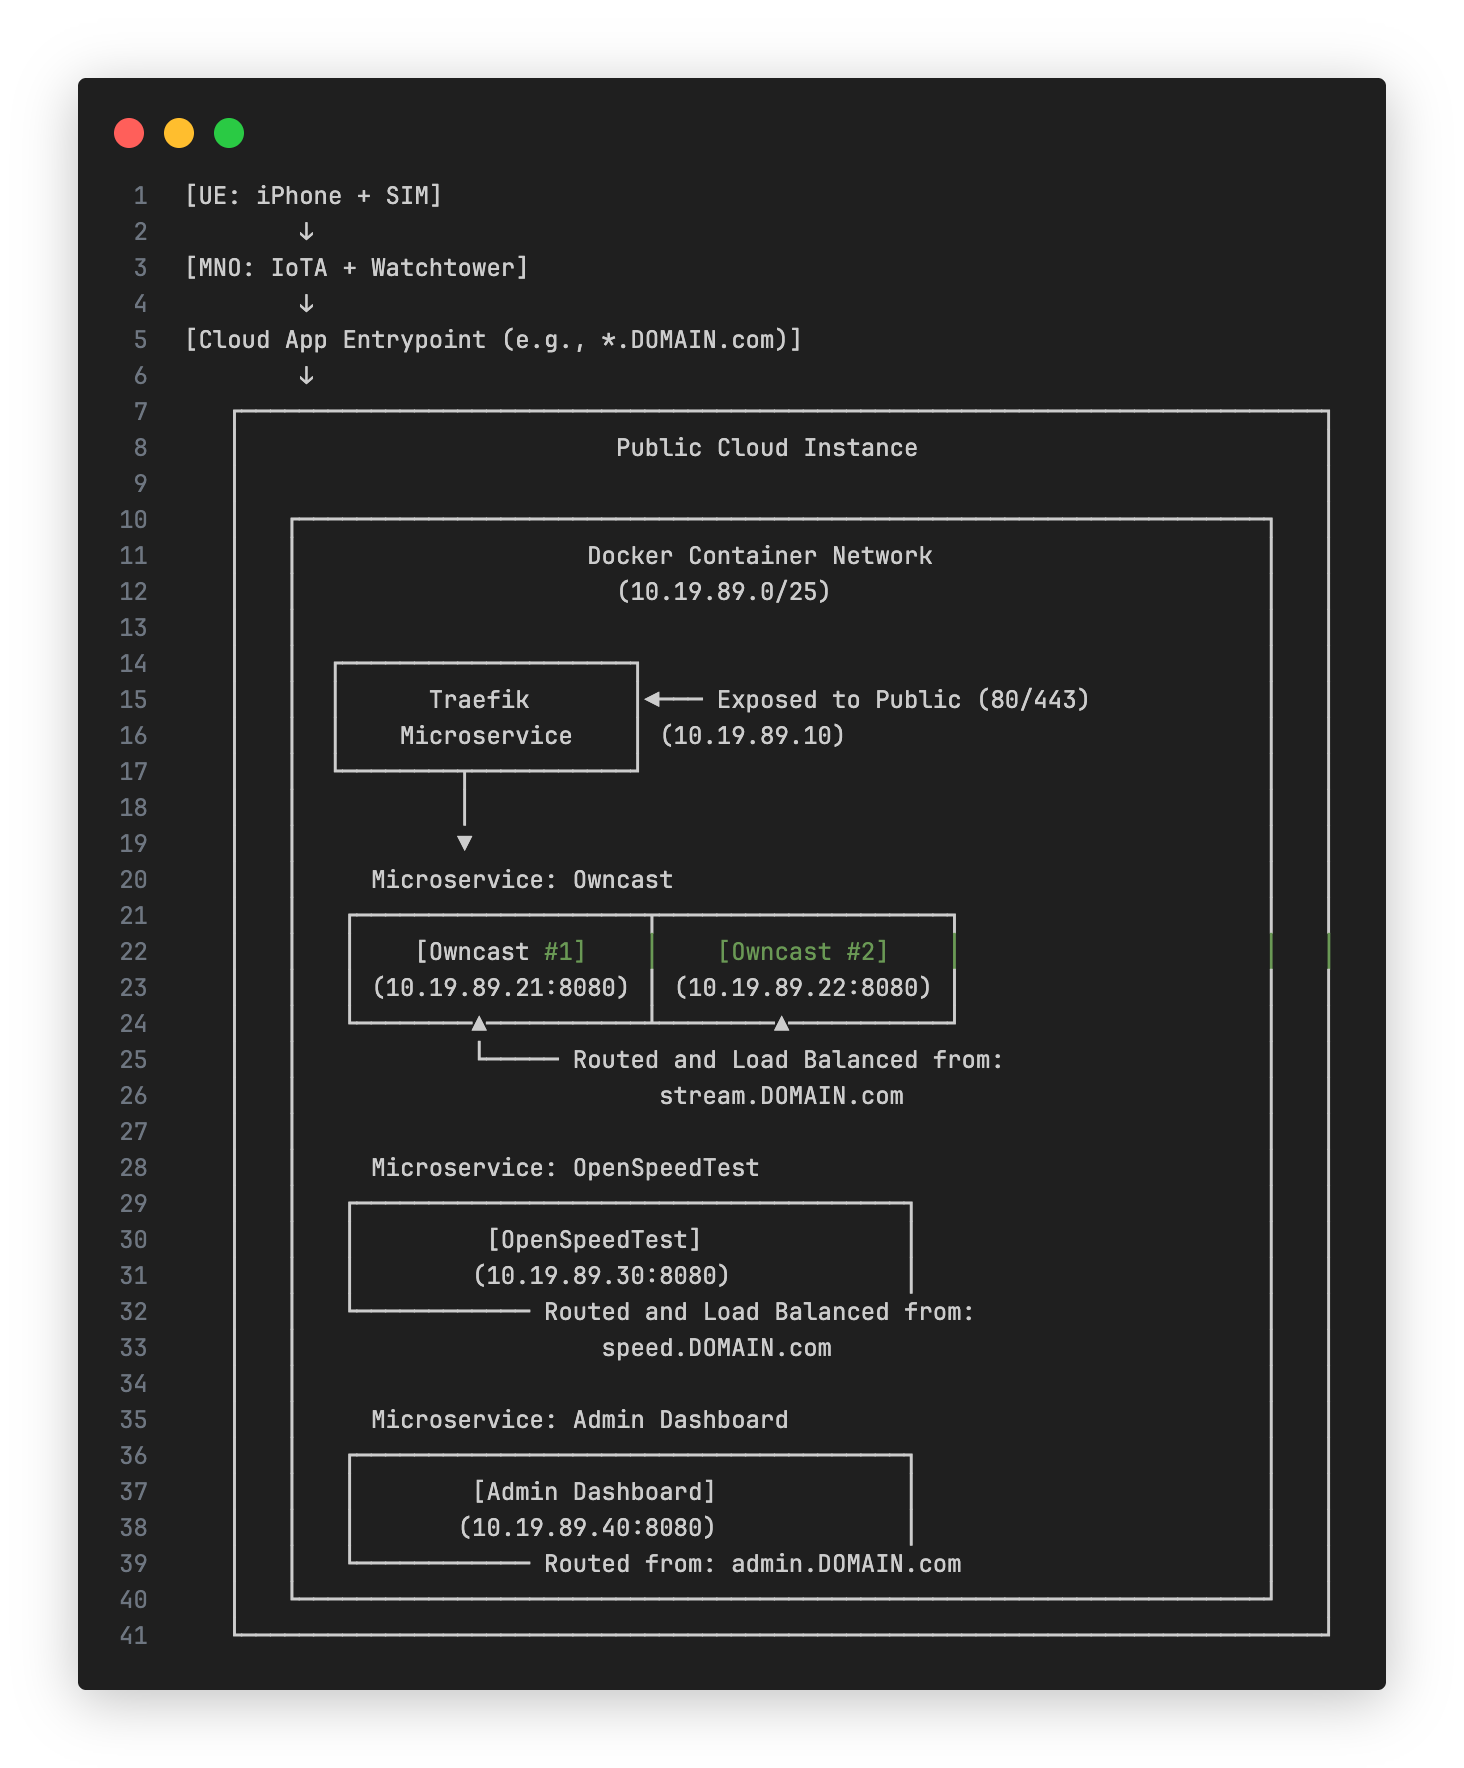 1 [UE: iPhone + SIM]
2 ↓
3 [MNO: IoTA + Watchtower]
4 ↓
5 [Cloud App Entrypoint (e.g., *.DOMAIN.com)]
6 ↓
7
8 Public Cloud Instance
9
10
11 Docker Container Network
12 (10.19.89.0/25)
13
14
15 Traefik ◀── Exposed to Public (80/443)
16 Microservice (10.19.89.10)
17
18
19 ▼
20 Microservice: Owncast
21
22 [Owncast #1] [Owncast #2]
23 (10.19.89.21:8080) (10.19.89.22:8080)
24 ▲ ▲
25 └───── Routed and Load Balanced from:
26 stream.DOMAIN.com
27
28 Microservice: OpenSpeedTest
29
30 [OpenSpeedTest]
31 (10.19.89.30:8080)
32 Routed and Load Balanced from:
33 speed.DOMAIN.com
34
35 Microservice: Admin Dashboard
36
37 [Admin Dashboard]
38 (10.19.89.40:8080)
39 Routed from: admin.DOMAIN.com
40
41